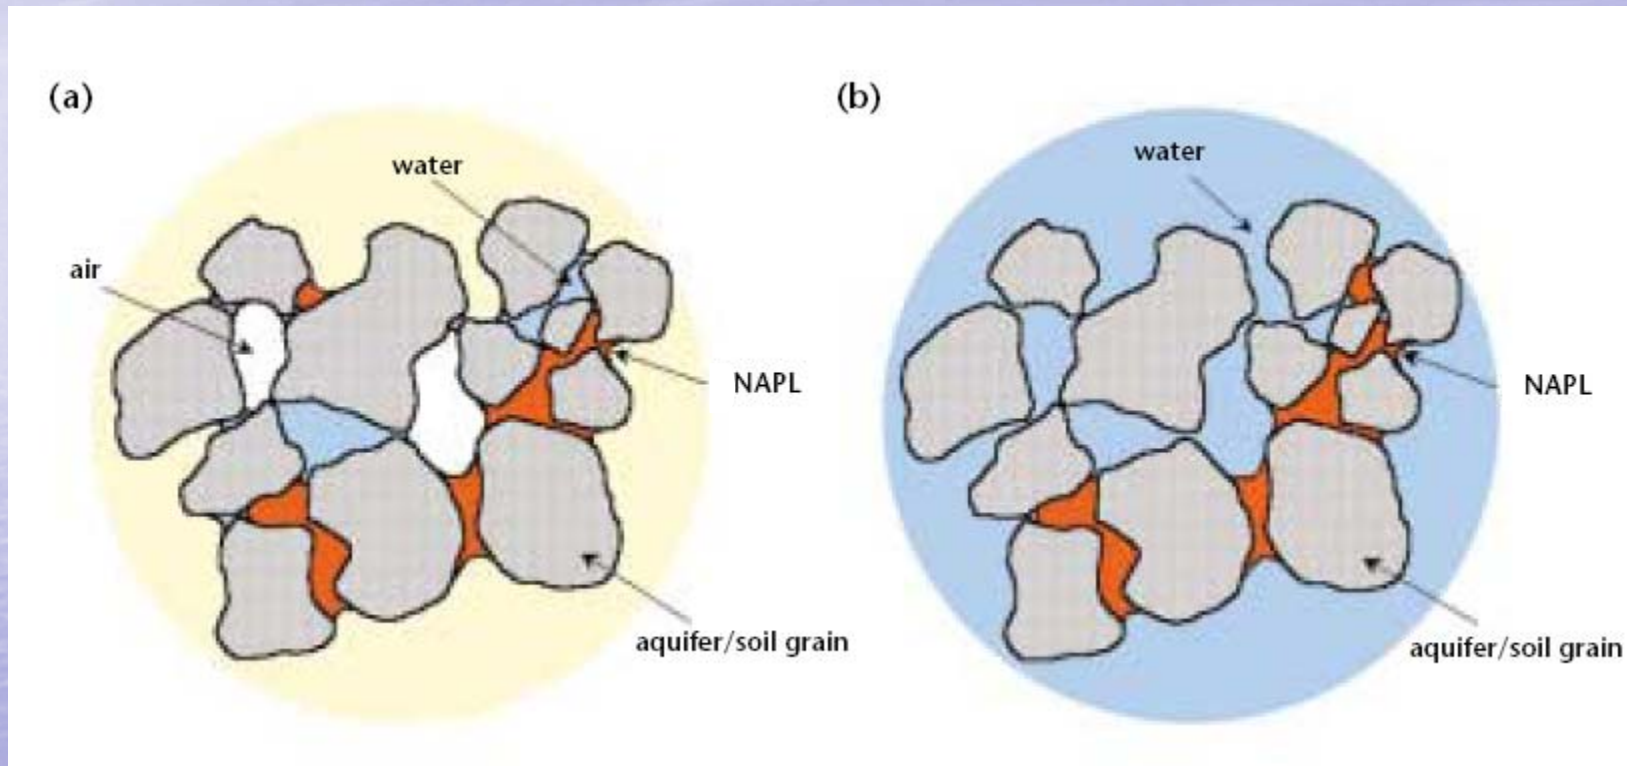 (a)
water
air
NAPL
aquifer/soil grain
(b)
water
NAPL
aquifer/soil grain